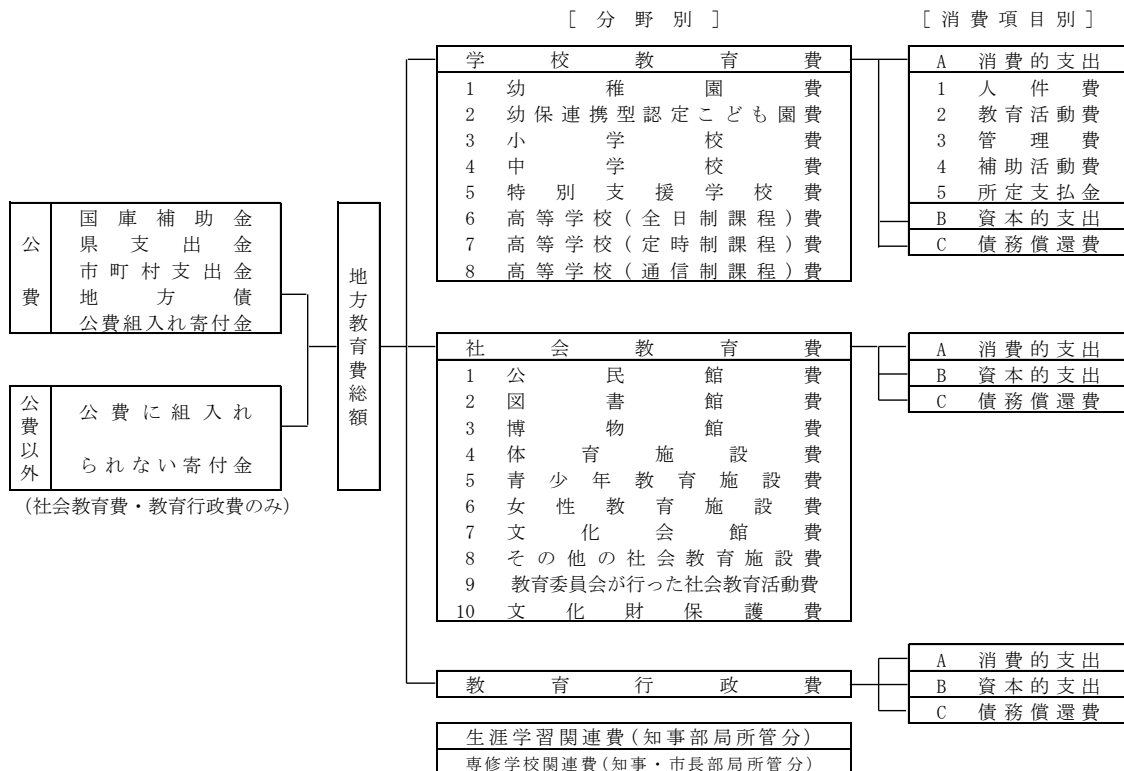 [ 分 野 別 ]
[ 消 費 項 目 別 ]
公費
国庫補助金
県支出金
市町村支出金
地方債
公費組入れ寄付金
公費以外
公費に組入れ
られない寄付金
(社会教育費・教育行政費のみ)
地方教育費総額
学校教育費
1 幼稚園費
2 幼保連携型認定こども園費
3 小学校費
4 中学校費
5 特別支援学校費
6 高等学校(全日制課程)費
7 高等学校(定時制課程)費
8 高等学校(通信制課程)費
A 消費的支出
1 人件費
2 教育活動費
3 管理費
4 補助活動費
5 所定支払金
B 資本的支出
C 債務償還費
社会教育費
1 公民館費
2 図書館費
3 博物館費
4 体育施設費
5 青少年教育施設費
6 女性教育施設費
7 文化会館費
8 その他の社会教育施設費
9 教育委員会が行った社会教育活動費
10 文化財保護費
A 消費的支出
B 資本的支出
C 債務償還費
教育行政費
A 消費的支出
B 資本的支出
C 債務償還費
生涯学習関連費(知事部局所管分)
専修学校関連費(知事・市長部局所管分)